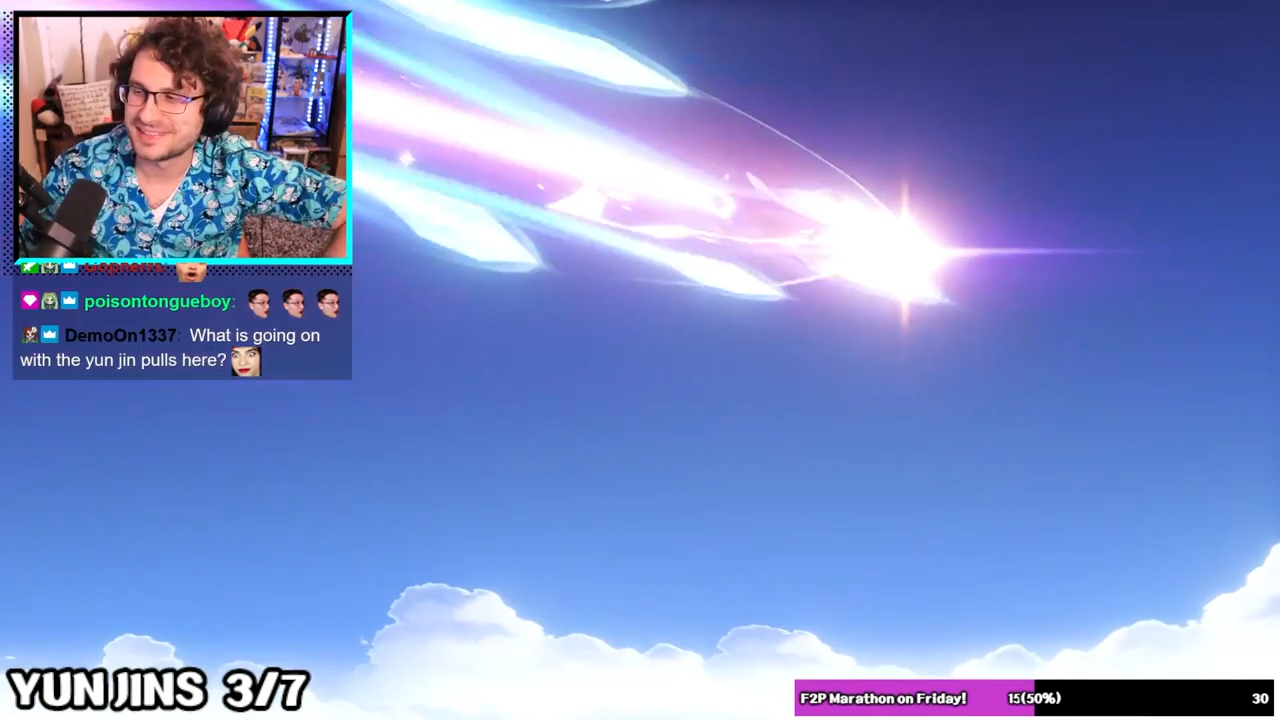 Gopherrs:
poisontongueboy:
DemoOn1337: What is going on
with the yun jin pulls here?
YUN JINS 3/7
F2P Marathon on Friday! 15(50%) 30